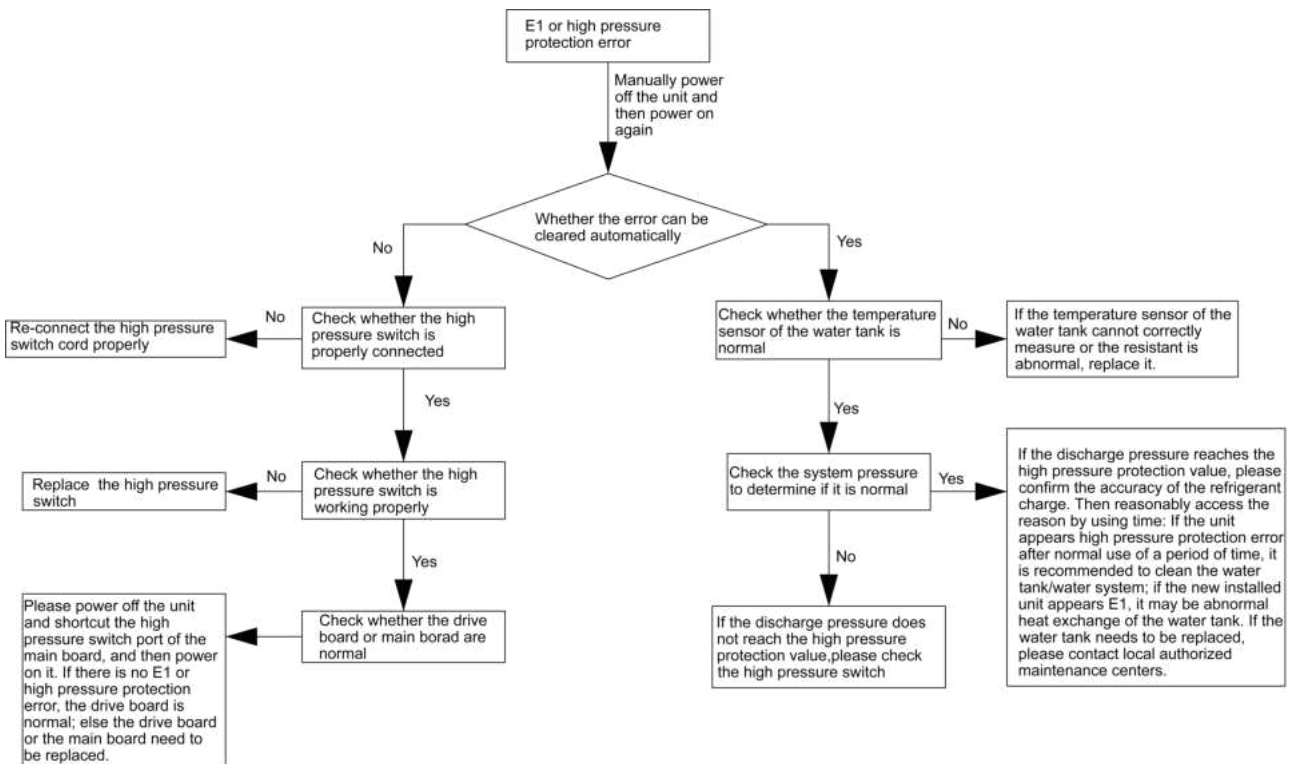 E1 or high pressure
protection error
Manually power
off the unit and
then power on
again
Whether the error can be
cleared automatically
No
Yes
Check whether the high
pressure switch is
properly connected
No
Re-connect the high pressure
switch cord properly
Yes
Check whether the high
pressure switch is
working properly
No
Replace the high pressure
switch
Yes
Check whether the drive
board or main borad are
normal
Please power off the unit
and shortcut the high
pressure switch port of the
main board, and then power
on it. If there is no E1 or
high pressure protection
error, the drive board is
normal; else the drive board
or the main board need to
be replaced.
Check whether the temperature
sensor of the water tank is
normal
No
If the temperature sensor of the
water tank cannot correctly
measure or the resistant is
abnormal, replace it.
Yes
Check the system pressure
to determine if it is normal
Yes
If the discharge pressure reaches the
high pressure protection value, please
confirm the accuracy of the refrigerant
charge. Then reasonably access the
reason by using time: If the unit
appears high pressure protection error
after normal use of a period of time, it
is recommended to clean the water
tank/water system; if the new installed
unit appears E1, it may be abnormal
heat exchange of the water tank. If the
water tank needs to be replaced,
please contact local authorized
maintenance centers.
No
If the discharge pressure does
not reach the high pressure
protection value,please check
the high pressure switch